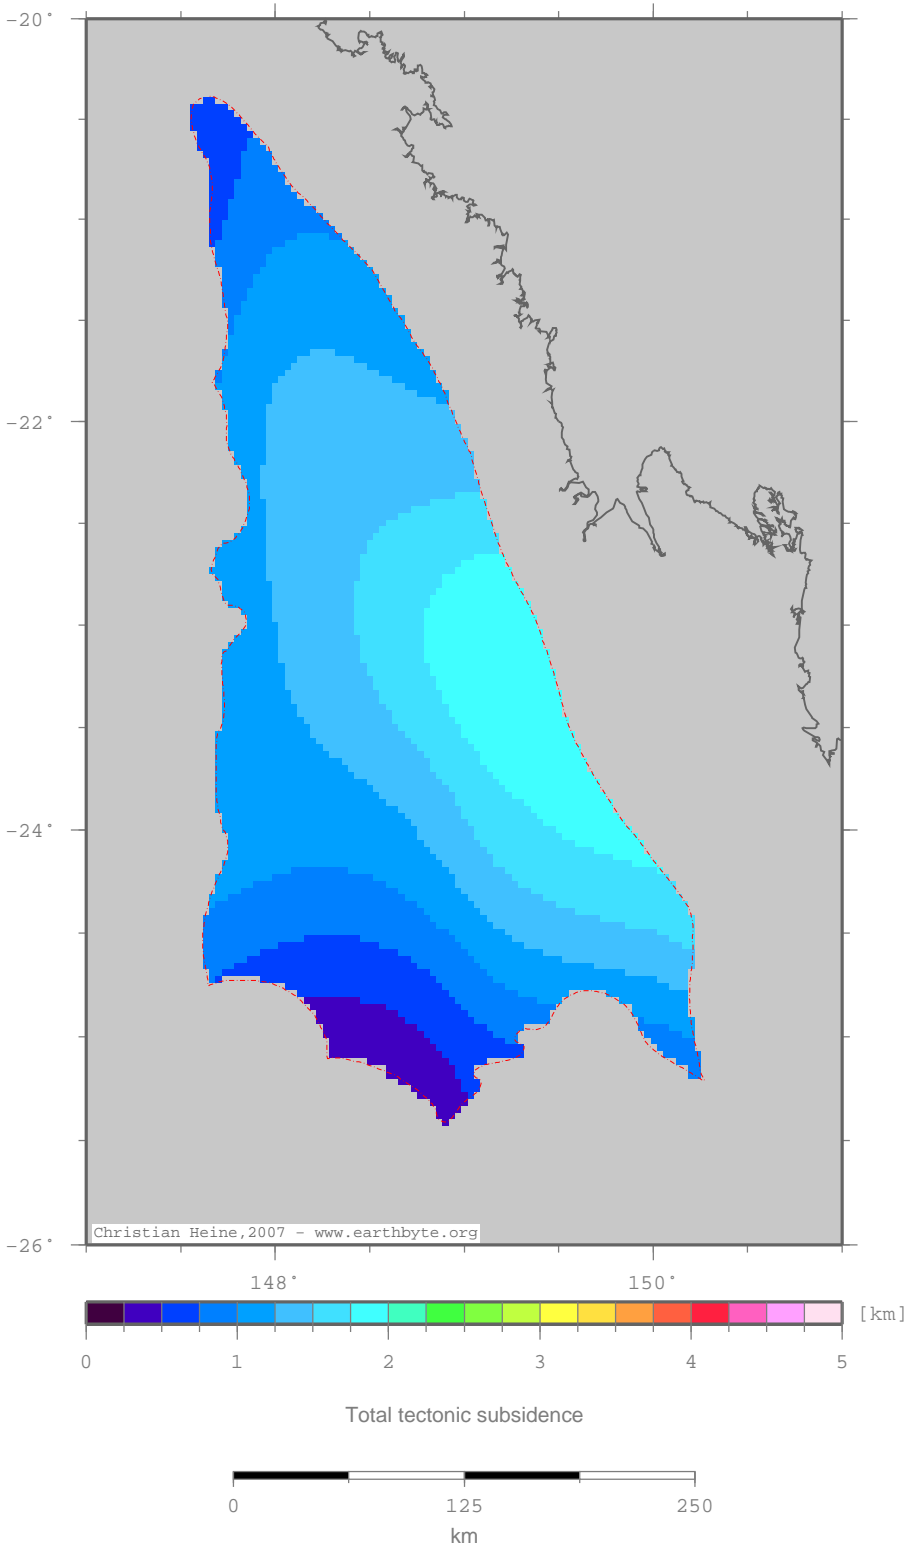 -20°
-22°
-24°
-26°
Christian Heine,2007 - www.earthbyte.org
148° 150°
[km]
0 1 2 3 4 5
Total tectonic subsidence
0 125 250
km